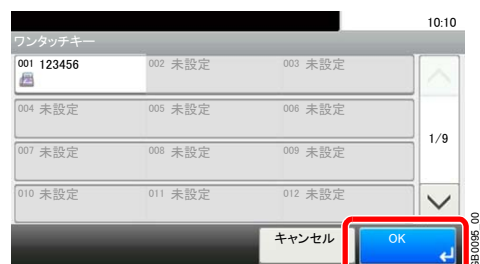 10:10
ワンタッチキー
001 123456 002 未設定 003 未設定
004 未設定 005 未設定 006 未設定
1/9
007 未設定 008 未設定 009 未設定
010 未設定 011 未設定 012 未設定
キャンセル OK
GB0095_00